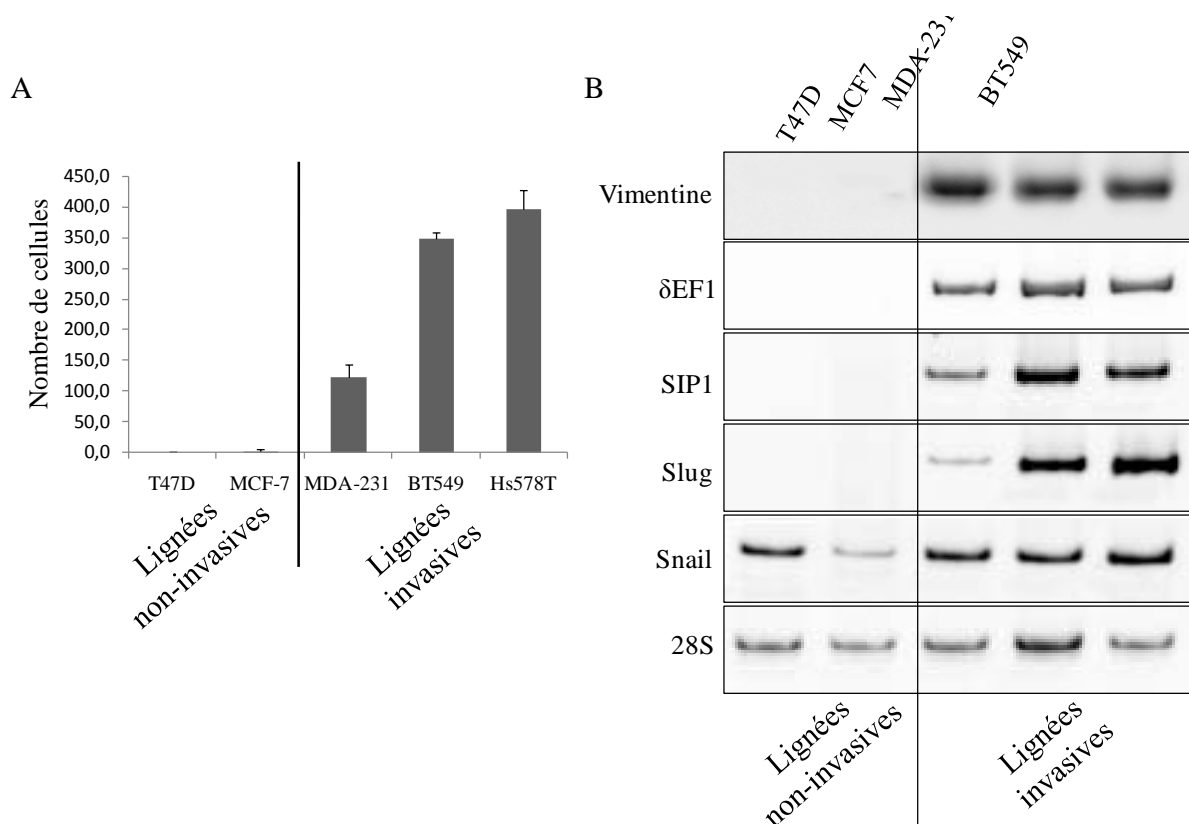 A
Nombre de cellules
450,0
400,0
350,0
300,0
250,0
200,0
150,0
100,0
50,0
0,0
T47D
MCF-7
MDA-231
BT549
Hs578T
Lignées
non-invasives
Lignées
invasives
B
T47D
MCF7
MDA-231
BT549
Vimentine
δEF1
SIP1
Slug
Snail
28S
Lignées
non-invasives
Lignées
invasives